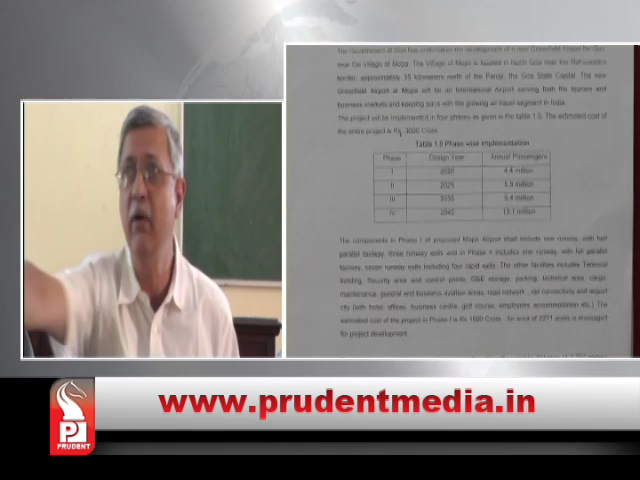 The Government of Goa has undertaken the development of a new Greenfield Airport for Goa,
near the Village of Mopa. The Village of Mopa is located in North Goa near the Maharashtra
border, approximately 35 kilometers north of the Panaji, the Goa State Capital. The new
Greenfield Airport at Mopa will be an International Airport serving both the tourism and
business markets and keeping pace with the growing air travel segment in India.
The project will be implemented in four phases as given in the table 1.0. The estimated cost of
the entire project is Rs. 3000 Crores.
Table 1.0 Phase wise implementation
Phase Design Year Annual Passengers
I 2020 4.4 million
II 2025 5.9 million
III 2035 9.4 million
IV 2045 13.1 million
The components in Phase I of proposed Mopa Airport shall include one runway, with half
parallel taxiway, three runway exits and in Phase II includes one runway, with full parallel
taxiway, seven runway exits including four rapid exits. The other facilities includes Terminal
building, Security area and control points, GSE storage, parking, technical area, cargo,
maintenance, general and business aviation areas, road network, rail connectivity and airport
city (with hotel, offices, business centre, golf course, employees accommodation etc.) The
estimated cost of the project in Phase I is Rs 1500 Crores. An area of 2271 acres is envisaged
for project development.
www.prudentmedia.in
PRUDENT